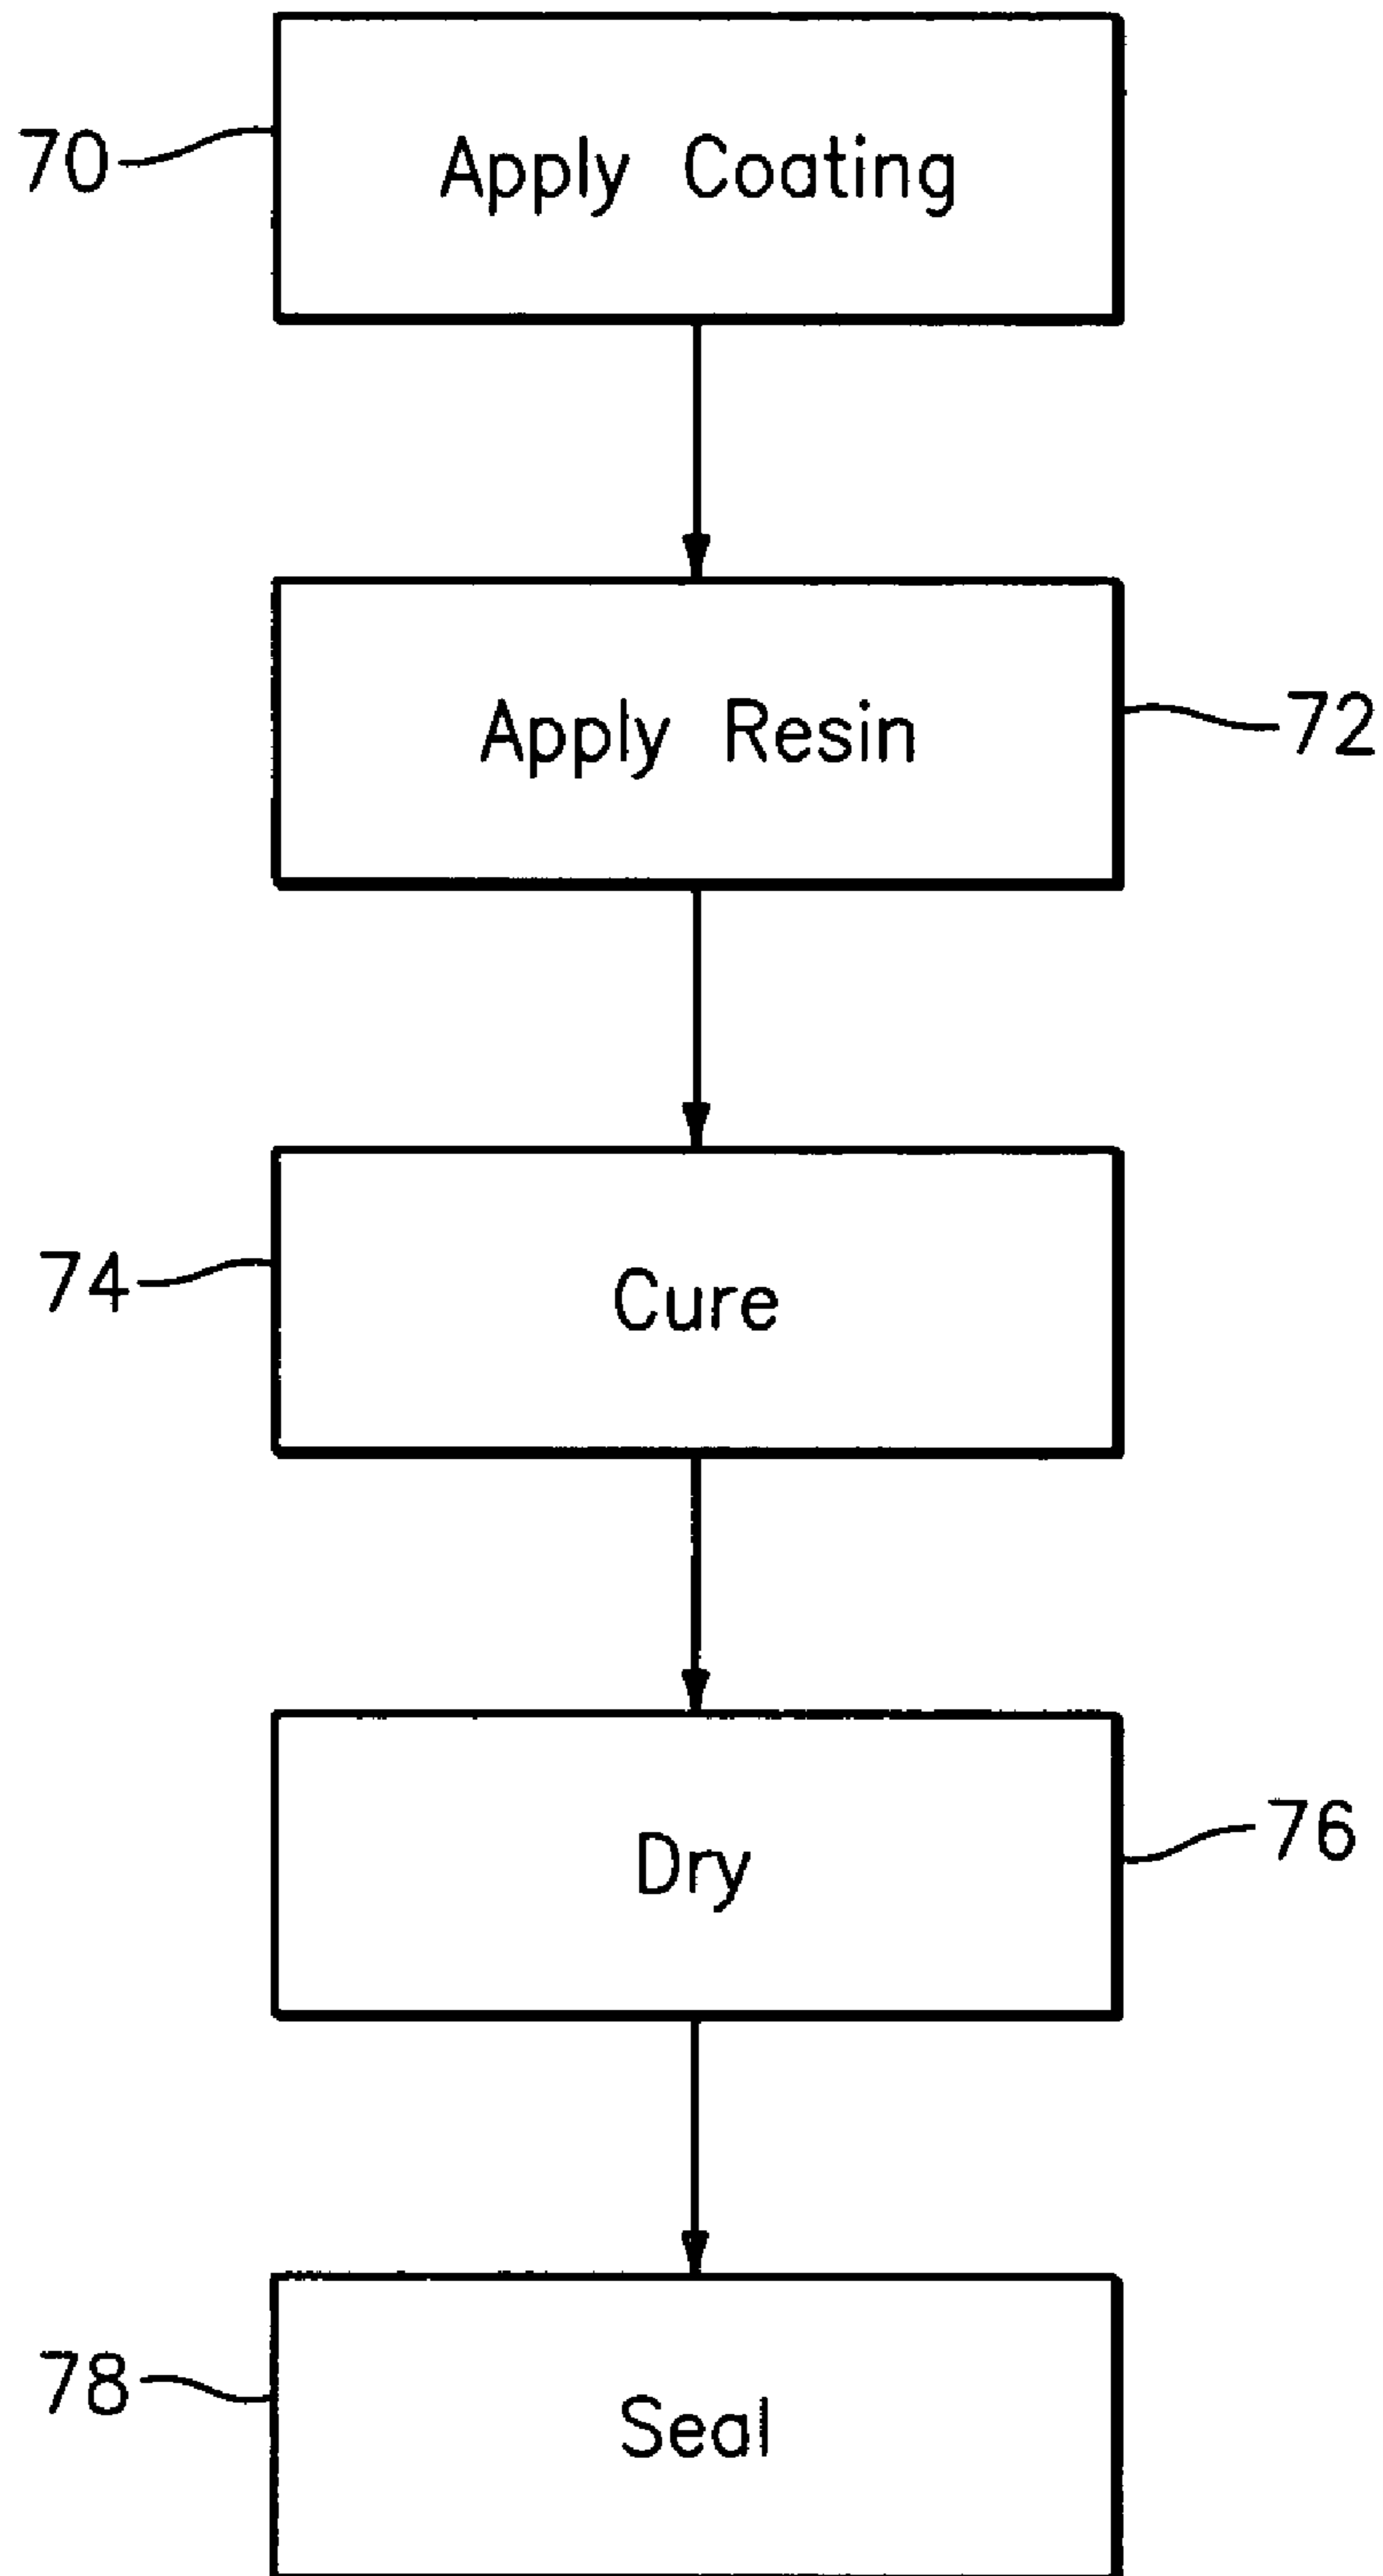 70
Apply Coating
Apply Resin
72
74
Cure
Dry
76
78
Seal